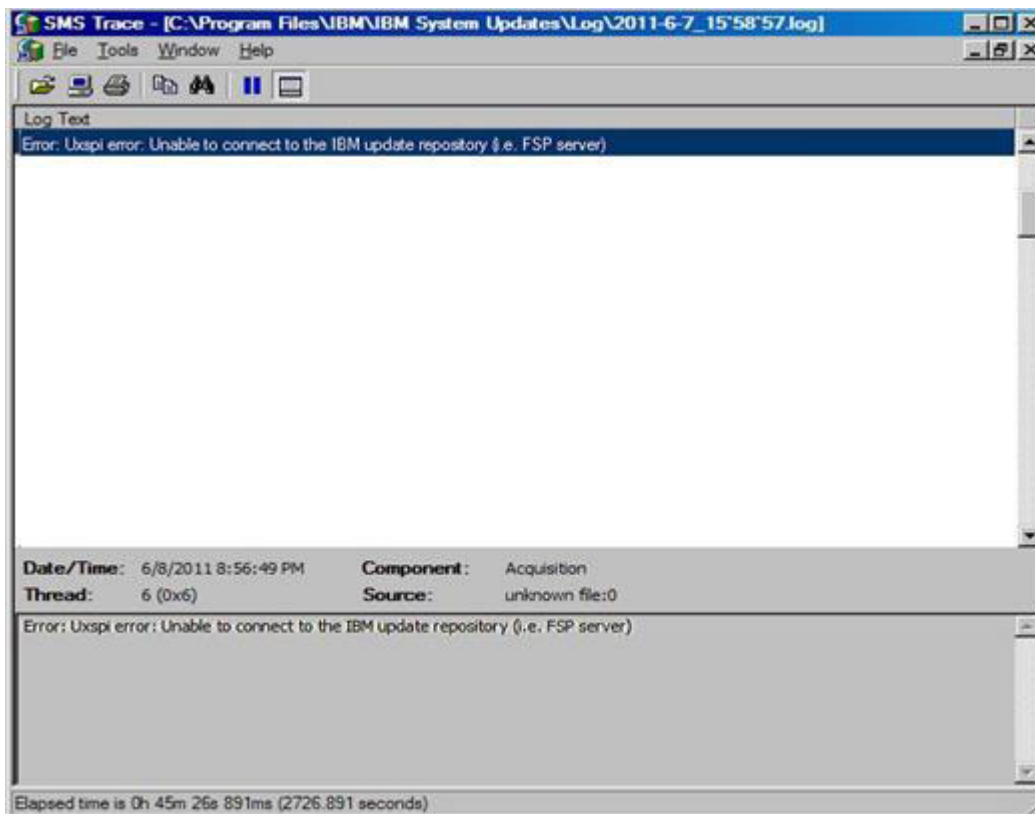 SMS Trace - [C:\Program Files\IBM\IBM System Updates\Log\2011-6-7_15`58`57.log]
File Tools Window Help
Log Text
Error: Uxspi error: Unable to connect to the IBM update repository (i.e. FSP server)
Date/Time: 6/8/2011 8:56:49 PM Component: Acquisition
Thread: 6 (0x6) Source: unknown file:0
Error: Uxspi error: Unable to connect to the IBM update repository (i.e. FSP server)
Elapsed time is 0h 45m 26s 891ms (2726.891 seconds)